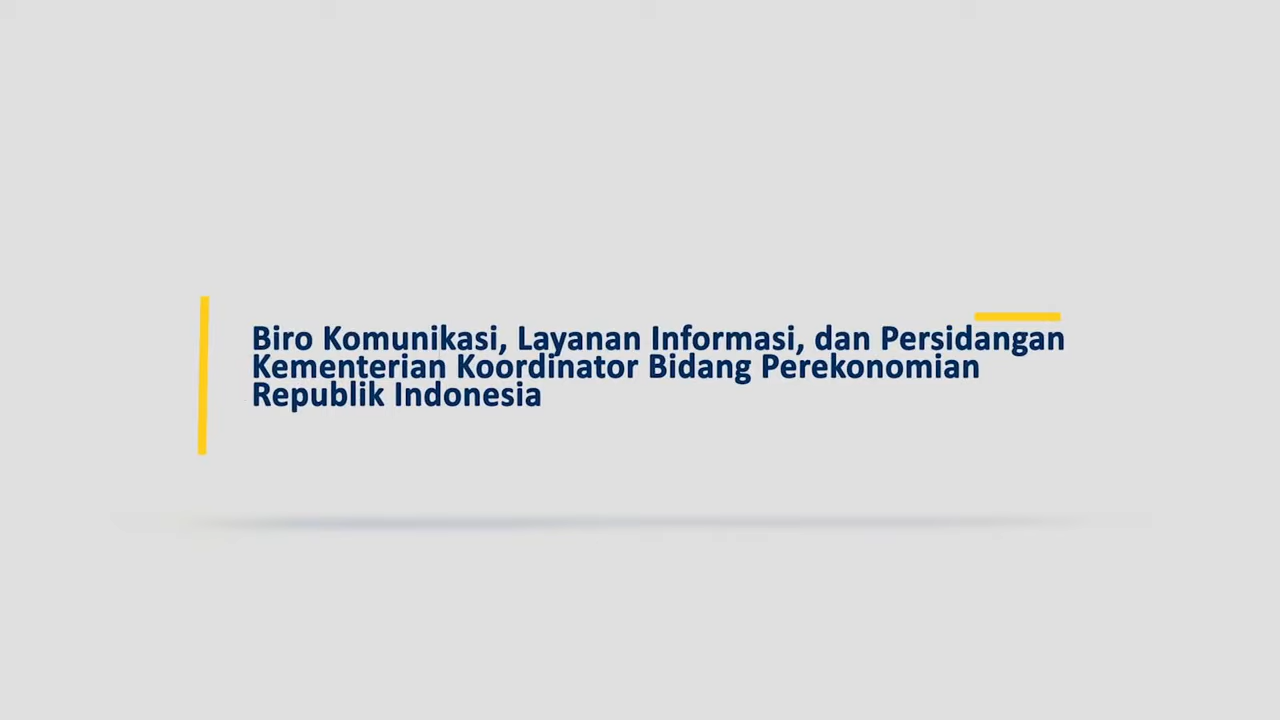 Biro Komunikasi, Layanan Informasi, dan Persidangan
Kementerian Koordinator Bidang Perekonomian
Republik Indonesia